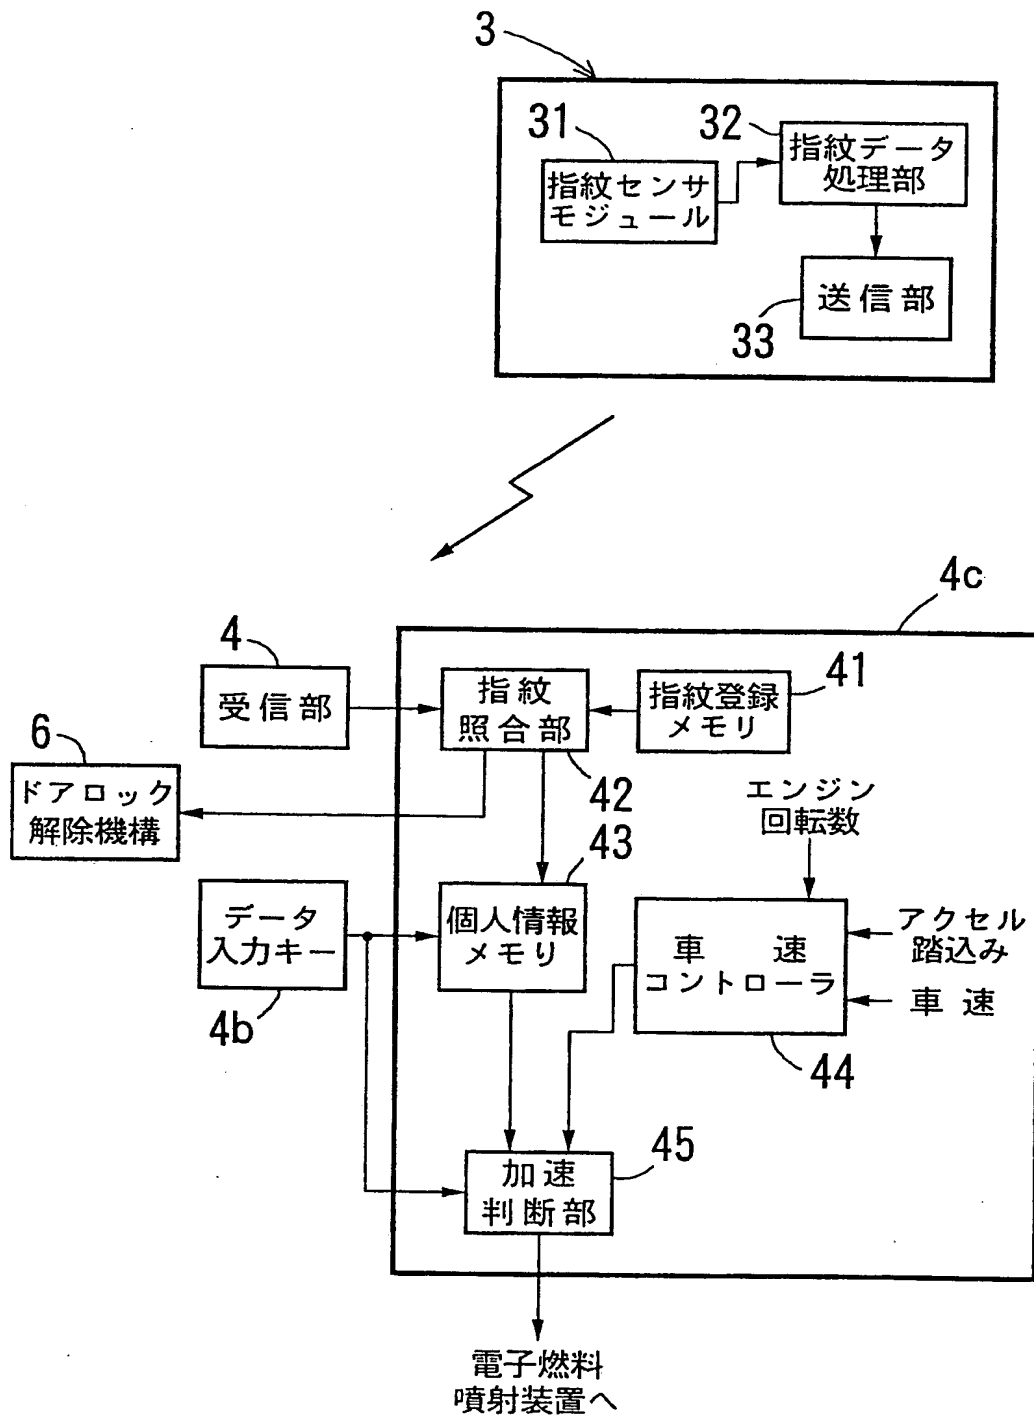 3
31
指紋センサ
モジュール
32
指紋データ
処理部
送信部
33
4c
4
受信部
指紋
照合部
42
41
指紋登録
メモリ
6
ドアロック
解除機構
エンジン
回転数
43
データ
入力キー
4b
個人情報
メモリ
車速
コントローラ
44
アクセル
踏込み
車速
45
加速
判断部
電子燃料
噴射装置へ